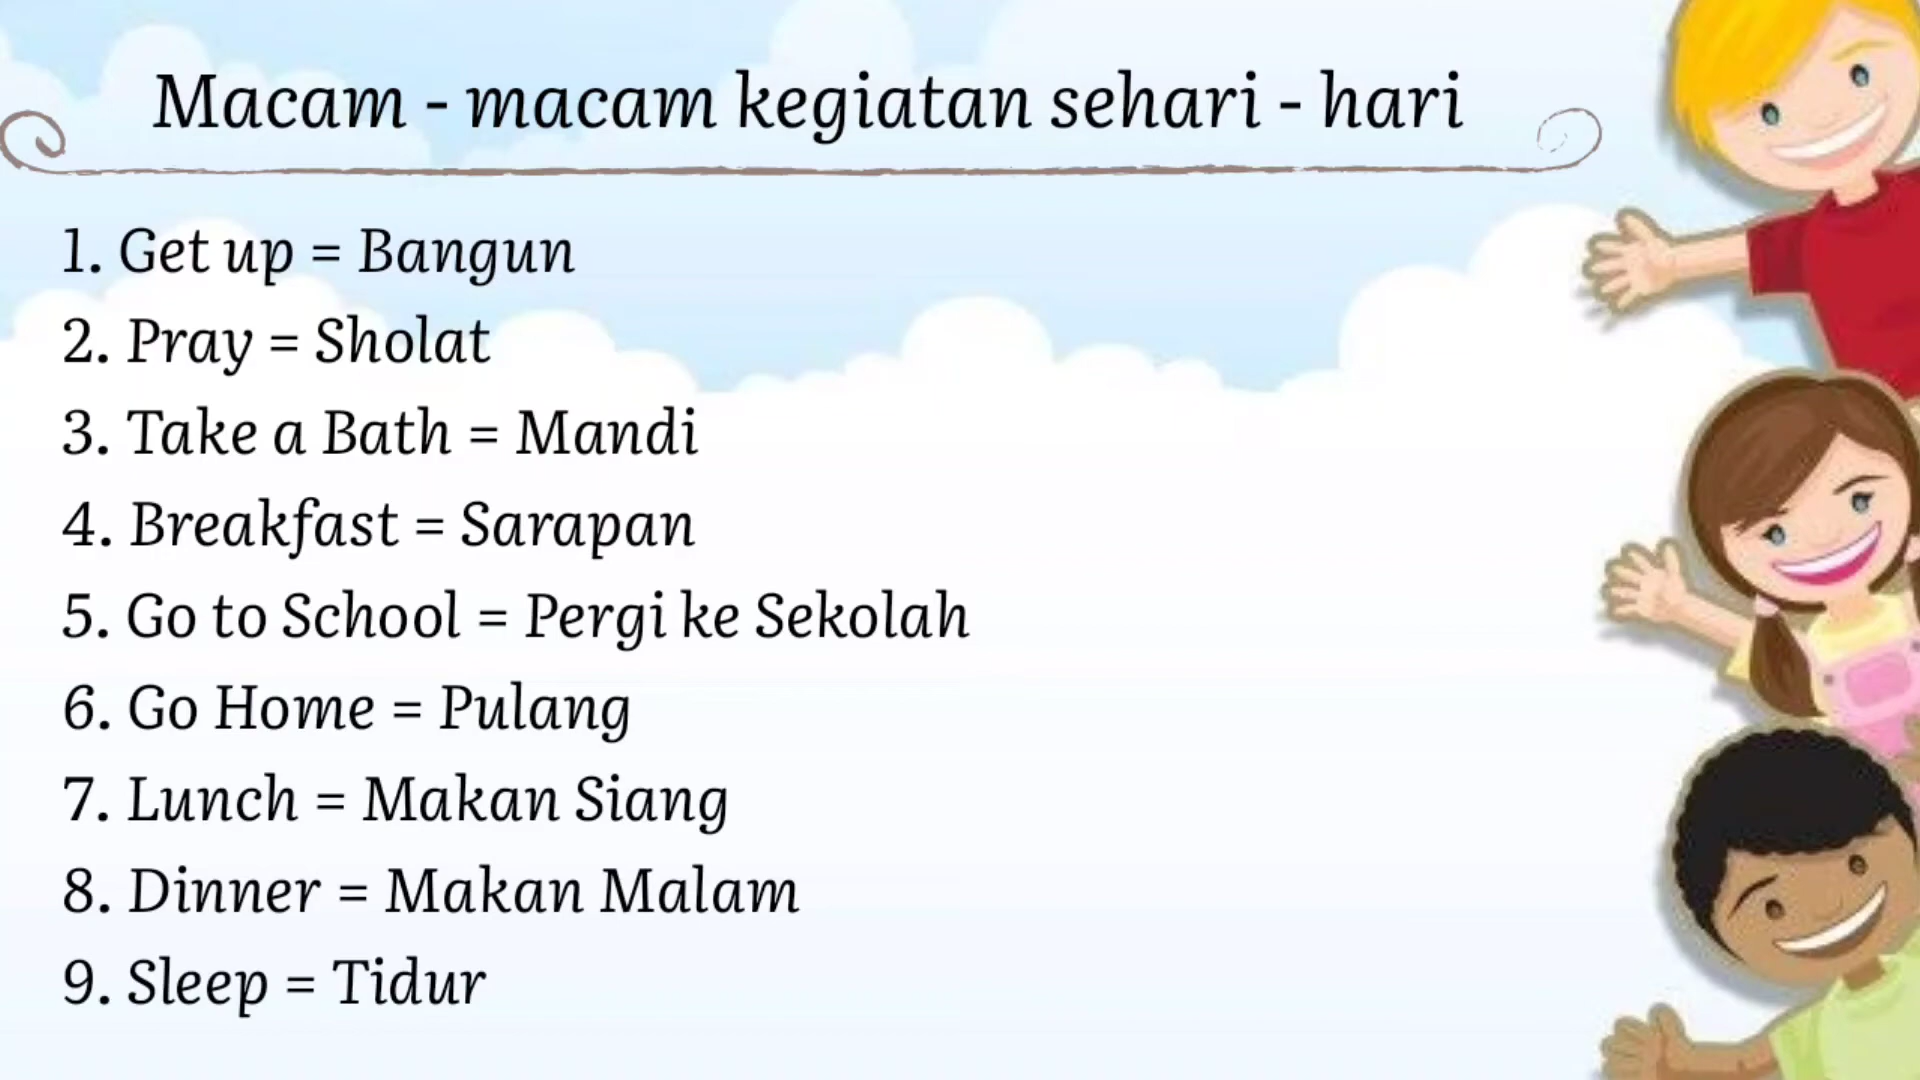 Macam - macam kegiatan sehari - hari
1. Get up = Bangun
2. Pray = Sholat
3. Take a Bath = Mandi
4. Breakfast = Sarapan
5. Go to School = Pergi ke Sekolah
6. Go Home = Pulang
7. Lunch = Makan Siang
8. Dinner = Makan Malam
9. Sleep = Tidur